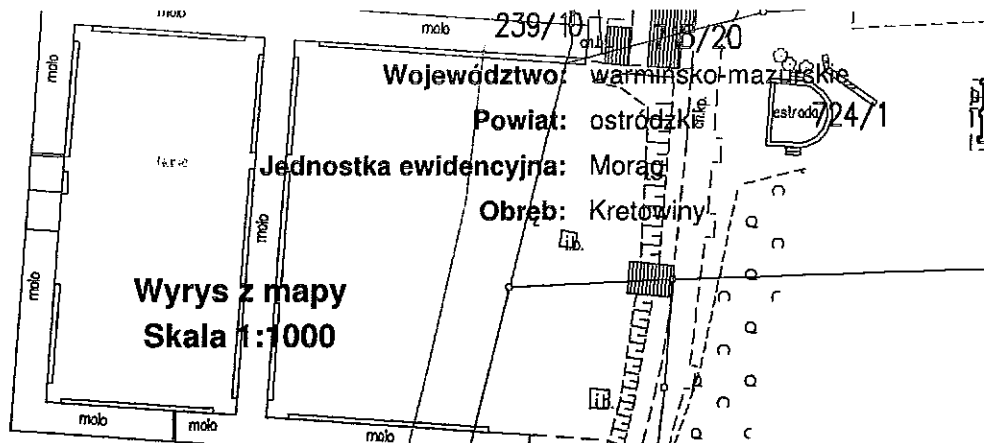 molo
molo
239/10
5/20
Województwo: warmińsko-mazurskie
Powiat: ostródzki
estrada
724/1
Jednostka ewidencyjna: Morąg
Obręb: Kretowiny
molo
molo
i.b.
molo
Wyrys z mapy
Skala 1:1000
i.b.
molo
molo
molo